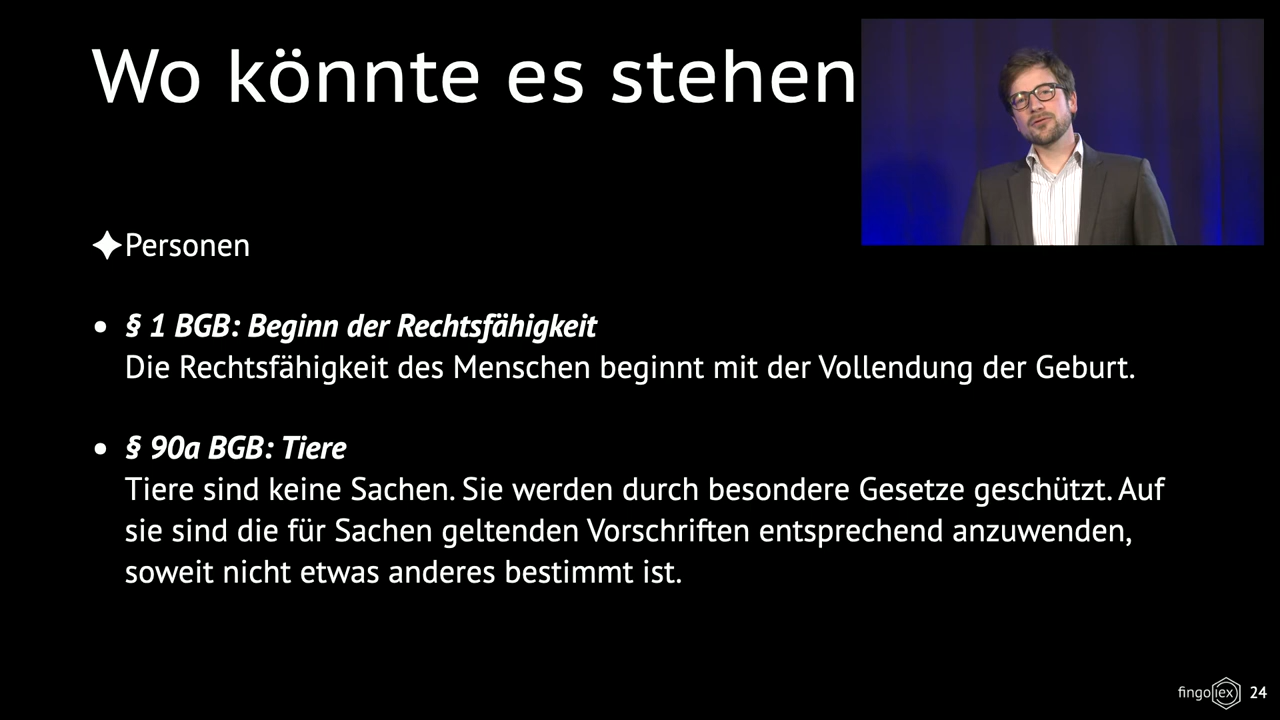 Wo könnte es stehen
Personen
§ 1 BGB: Beginn der Rechtsfähigkeit
Die Rechtsfähigkeit des Menschen beginnt mit der Vollendung der Geburt.
§ 90a BGB: Tiere
Tiere sind keine Sachen. Sie werden durch besondere Gesetze geschützt. Auf
sie sind die für Sachen geltenden Vorschriften entsprechend anzuwenden,
soweit nicht etwas anderes bestimmt ist.
fingolex 24